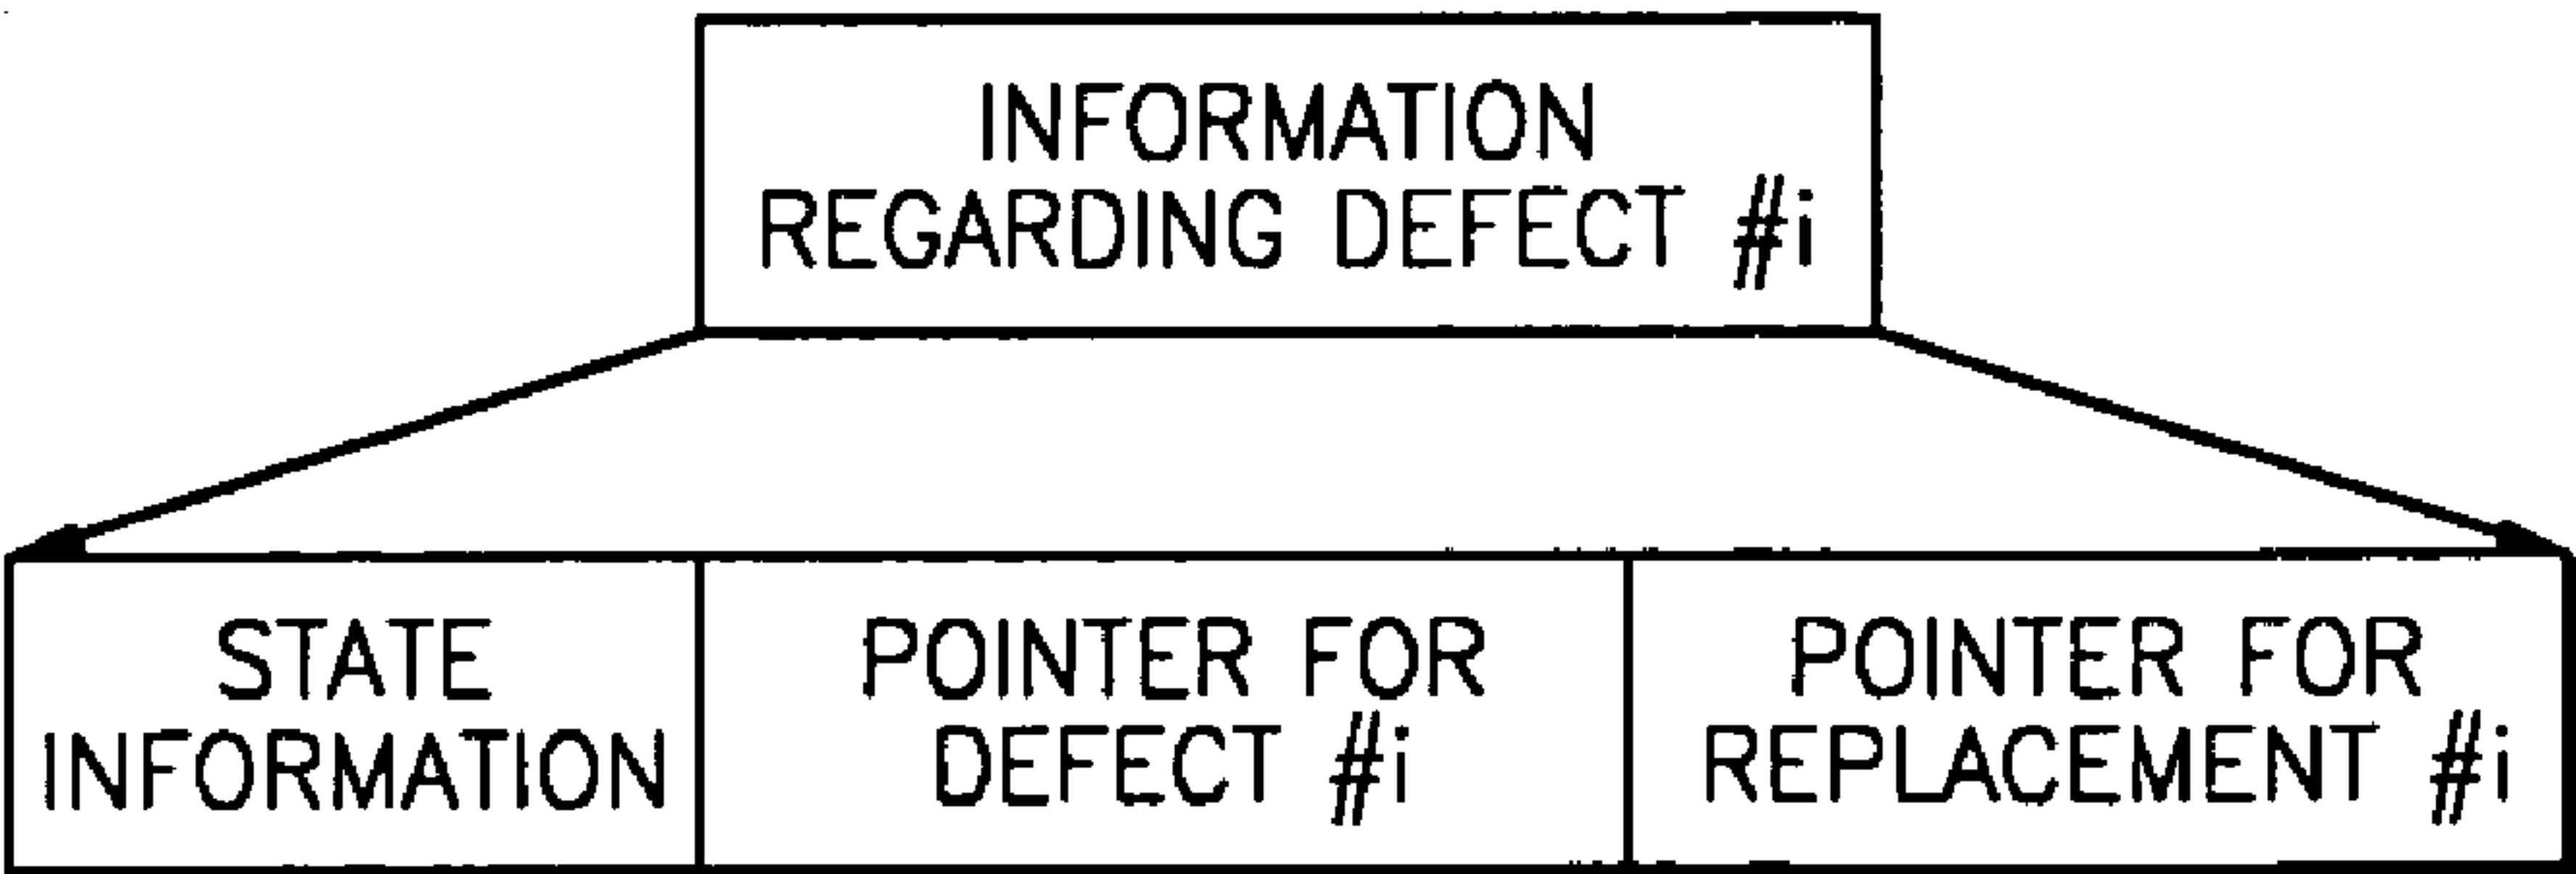 INFORMATION
REGARDING DEFECT #i
STATE
INFORMATION
POINTER FOR
DEFECT #i
POINTER FOR
REPLACEMENT #i